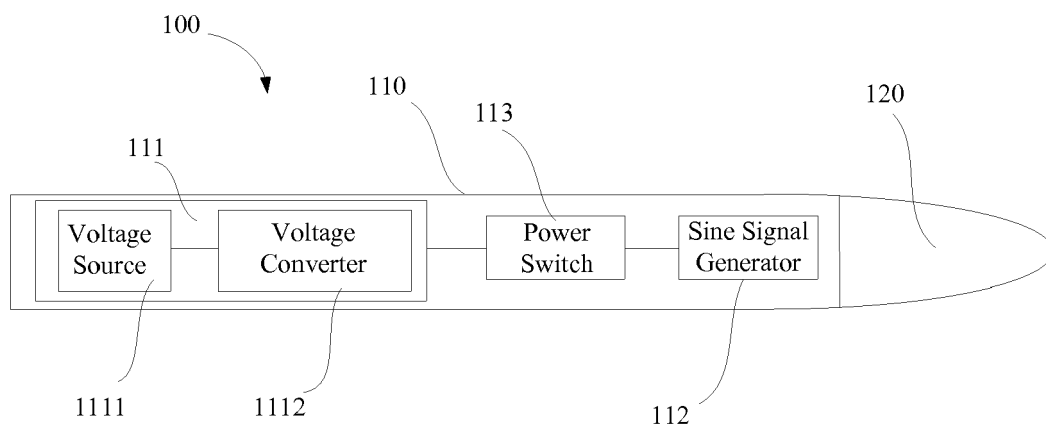 100
110
113
120
111
Voltage
Source
Voltage
Converter
Power
Switch
Sine Signal
Generator
1111
1112
112